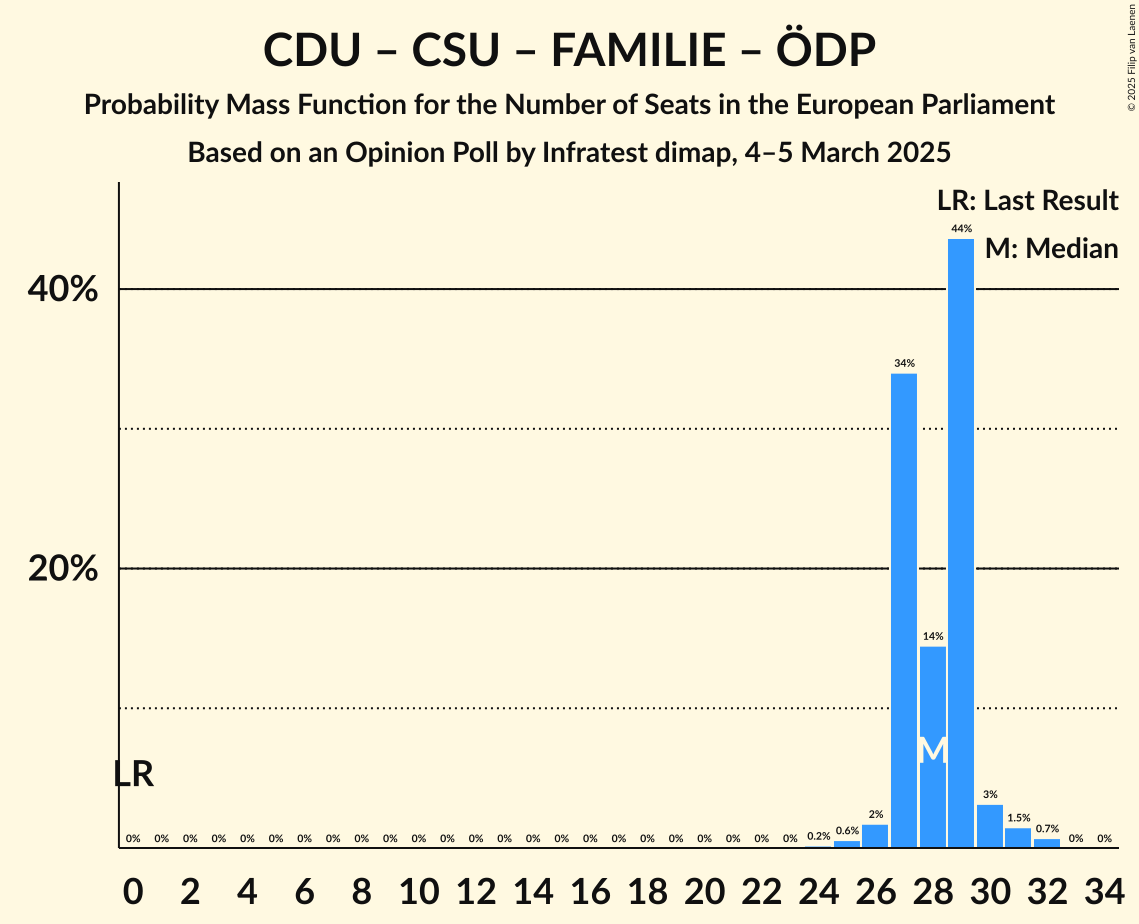 CDU – CSU – FAMILIE – ÖDP
Probability Mass Function for the Number of Seats in the European Parliament
Based on an Opinion Poll by Infratest dimap, 4–5 March 2025
© 2025 Filip van Laenen
LR: Last Result
M: Median
44%
40%
34%
20%
14%
M
LR
0% 0% 0% 0% 0% 0% 0% 0% 0% 0% 0% 0% 0% 0% 0% 0% 0% 0% 0% 0% 0% 0% 0% 0% 0.2% 0.6% 2% 3% 1.5% 0.7% 0% 0%
0 2 4 6 8 10 12 14 16 18 20 22 24 26 28 30 32 34